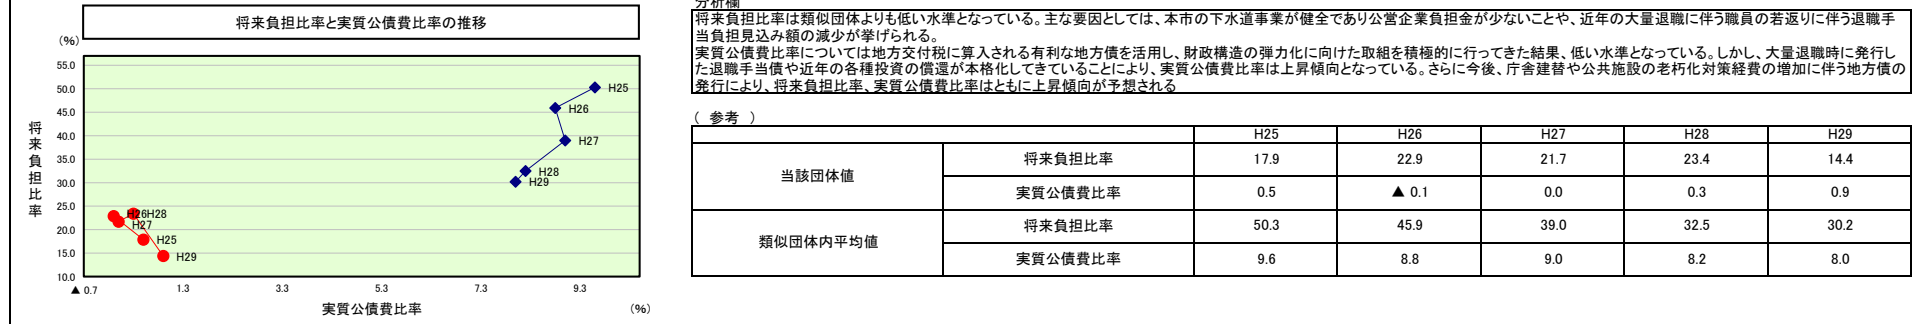 将来負担比率と実質公債費比率の推移
(%)
55.0
50.0
45.0
40.0
35.0
30.0
25.0
20.0
15.0
10.0
将来負担比率
H25
H26
H27
H28
H29
H26
H28
H27
H25
H29
▲ 0.7 1.3 3.3 5.3 7.3 9.3
実質公債費比率 (%)
分析欄
将来負担比率は類似団体よりも低い水準となっている。主な要因としては、本市の下水道事業が健全であり公営企業負担金が少ないことや、近年の大量退職に伴う職員の若返りに伴う退職手
当負担見込み額の減少が挙げられる。
実質公債費比率については地方交付税に算入される有利な地方債を活用し、財政構造の弾力化に向けた取組を積極的に行ってきた結果、低い水準となっている。しかし、大量退職時に発行し
た退職手当債や近年の各種投資の償還が本格化してきていることにより、実質公債費比率は上昇傾向となっている。さらに今後、庁舎建替や公共施設の老朽化対策経費の増加に伴う地方債の
発行により、将来負担比率、実質公債費比率はともに上昇傾向が予想される
( 参考 )
H25 H26 H27 H28 H29
当該団体値
将来負担比率 17.9 22.9 21.7 23.4 14.4
実質公債費比率 0.5 ▲ 0.1 0.0 0.3 0.9
類似団体内平均値
将来負担比率 50.3 45.9 39.0 32.5 30.2
実質公債費比率 9.6 8.8 9.0 8.2 8.0